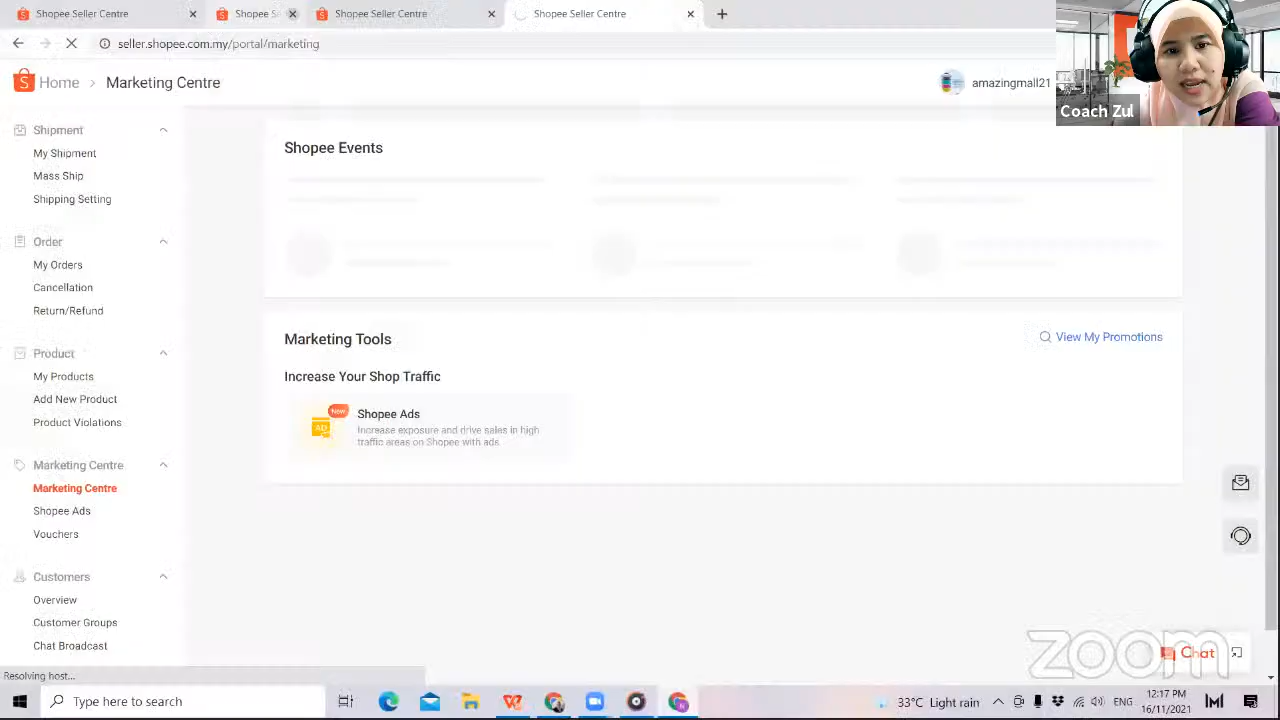 Shopee Seller Centre
Shopee Se
Shopee Seller Centre
Shopee Seller Centre
seller.shopee.com.my/portal/marketing
Home > Marketing Centre
amazingmall21
Coach Zul
Shipment
My Shipment
Mass Ship
Shipping Setting
Order
My Orders
Cancellation
Return/Refund
Product
My Products
Add New Product
Product Violations
Marketing Centre
Marketing Centre
Shopee Ads
Vouchers
Customers
Overview
Customer Groups
Chat Broadcast
Shopee Events
Marketing Tools
View My Promotions
Increase Your Shop Traffic
New
AD
Shopee Ads
Increase exposure and drive sales in high
traffic areas on Shopee with ads
zoom
Chat
Resolving host...
Type here to search
33°C Light rain
ENG
12:17 PM
16/11/2021